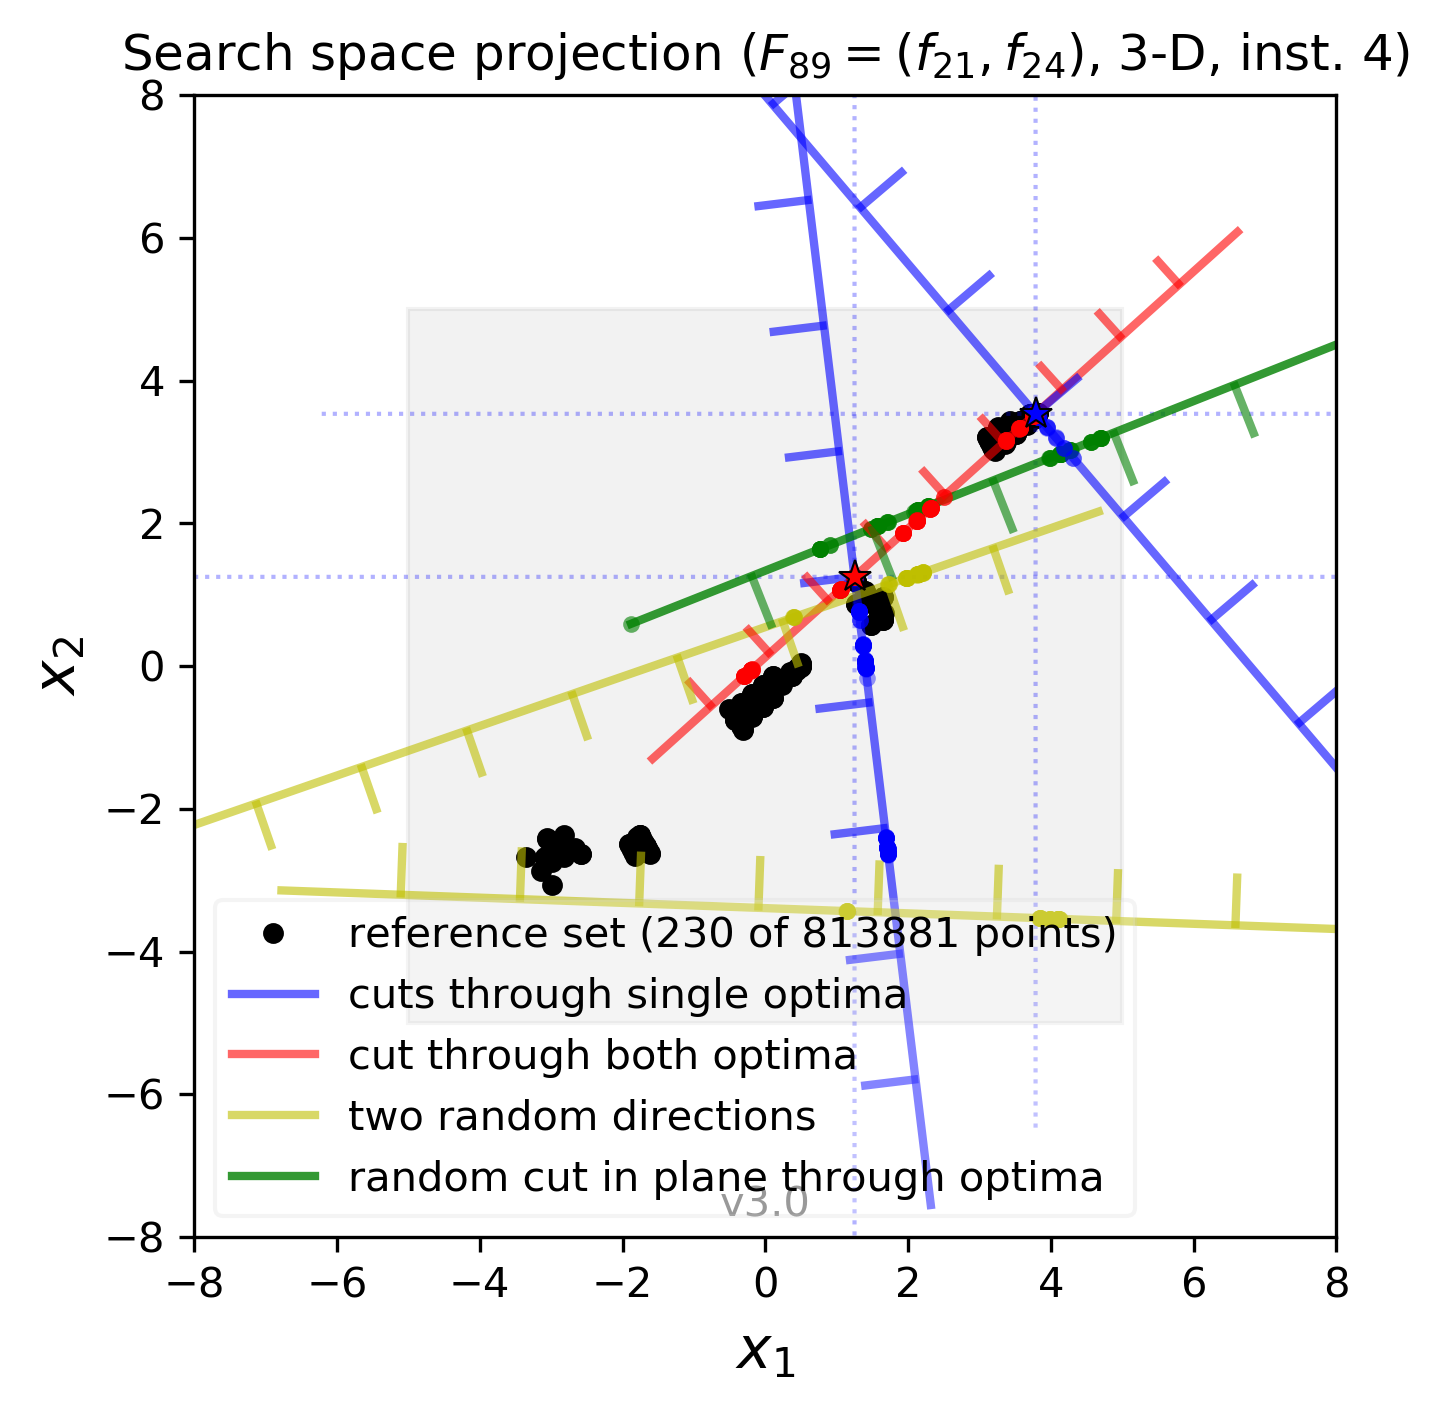 Search space projection (F₈₉ = (f₂₁, f₂₄), 3-D, inst. 4)
8
6
4
2
0
−2
−4
−6
−8
x₂
reference set (230 of 813881 points)
cuts through single optima
cut through both optima
two random directions
random cut in plane through optima
v3.0
−8 −6 −4 −2 0 2 4 6 8
x₁